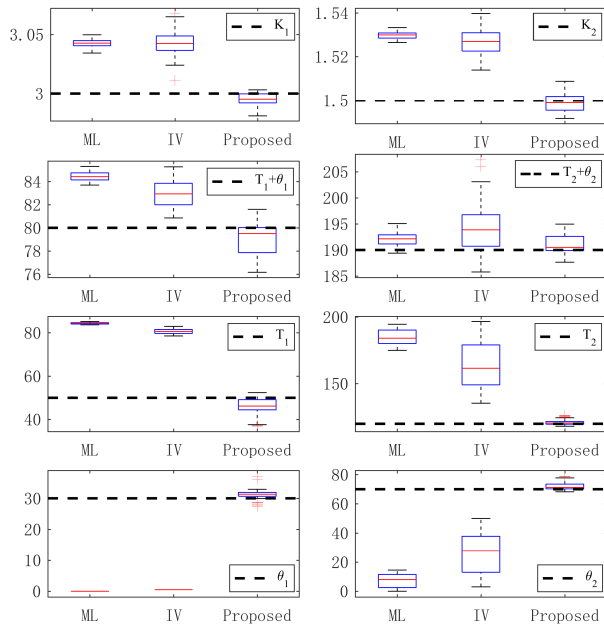 3.05
3
K1
ML IV Proposed
1.53
1.5
K2
ML IV Proposed
84
82
80
78
76
T1+θ1
ML IV Proposed
205
200
195
190
185
T2+θ2
ML IV Proposed
80
60
40
T1
ML IV Proposed
200
150
T2
ML IV Proposed
30
20
10
0
θ1
ML IV Proposed
80
60
40
20
0
θ2
ML IV Proposed